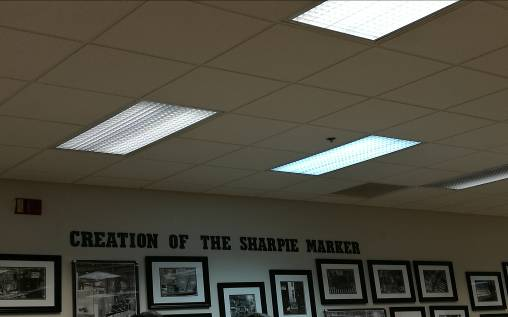 CREATION OF THE SHARPIE MARKER